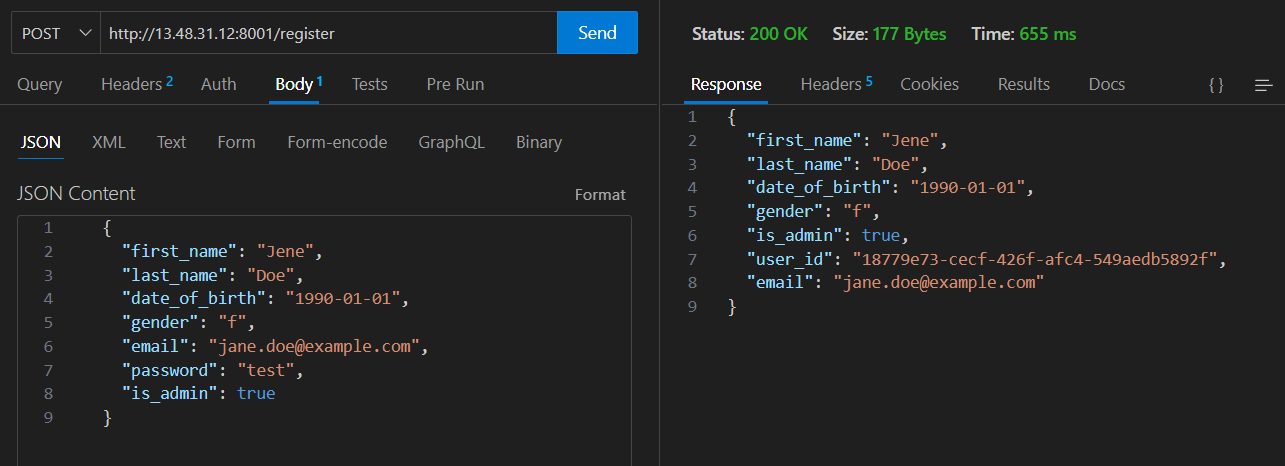 POST http://13.48.31.12:8001/register Send
Query Headers 2 Auth Body 1 Tests Pre Run
JSON XML Text Form Form-encode GraphQL Binary
JSON Content Format
1 {
2 "first_name": "Jene",
3 "last_name": "Doe",
4 "date_of_birth": "1990-01-01",
5 "gender": "f",
6 "email": "jane.doe@example.com",
7 "password": "test",
8 "is_admin": true
9 }
Status: 200 OK Size: 177 Bytes Time: 655 ms
Response Headers 5 Cookies Results Docs {}
1 {
2 "first_name": "Jene",
3 "last_name": "Doe",
4 "date_of_birth": "1990-01-01",
5 "gender": "f",
6 "is_admin": true,
7 "user_id": "18779e73-cecf-426f-afc4-549aedb5892f",
8 "email": "jane.doe@example.com"
9 }